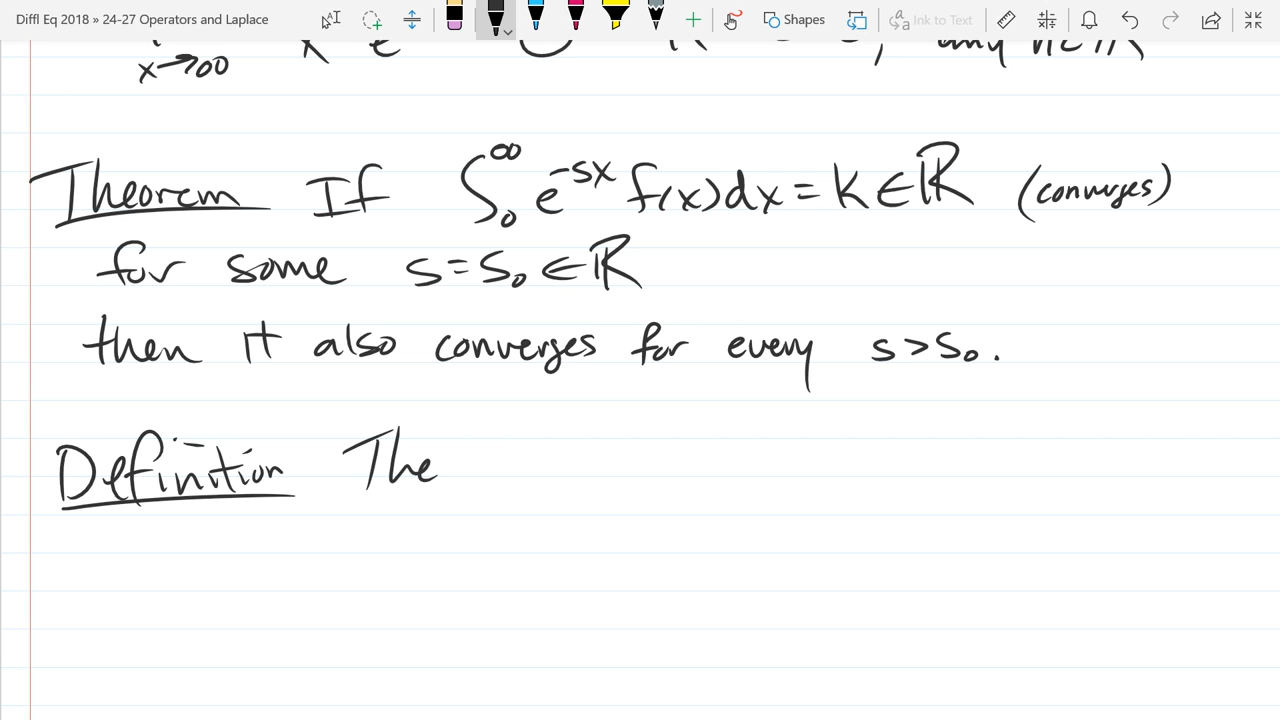 Diffl Eq 2018 » 24-27 Operators and Laplace
Shapes
Ink to Text
x→∞ x e any n∈ℝ
Theorem If ∫₀^∞ e^{-sx} f(x)dx = K ∈ ℝ (converges)
for some s = s₀ ∈ ℝ
then it also converges for every s > s₀.
Definition The